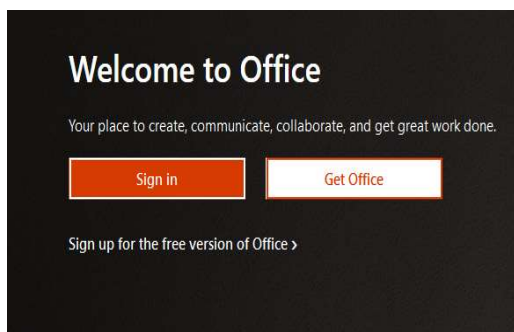 Welcome to Office
Your place to create, communicate, collaborate, and get great work done.
Sign in
Get Office
Sign up for the free version of Office ›